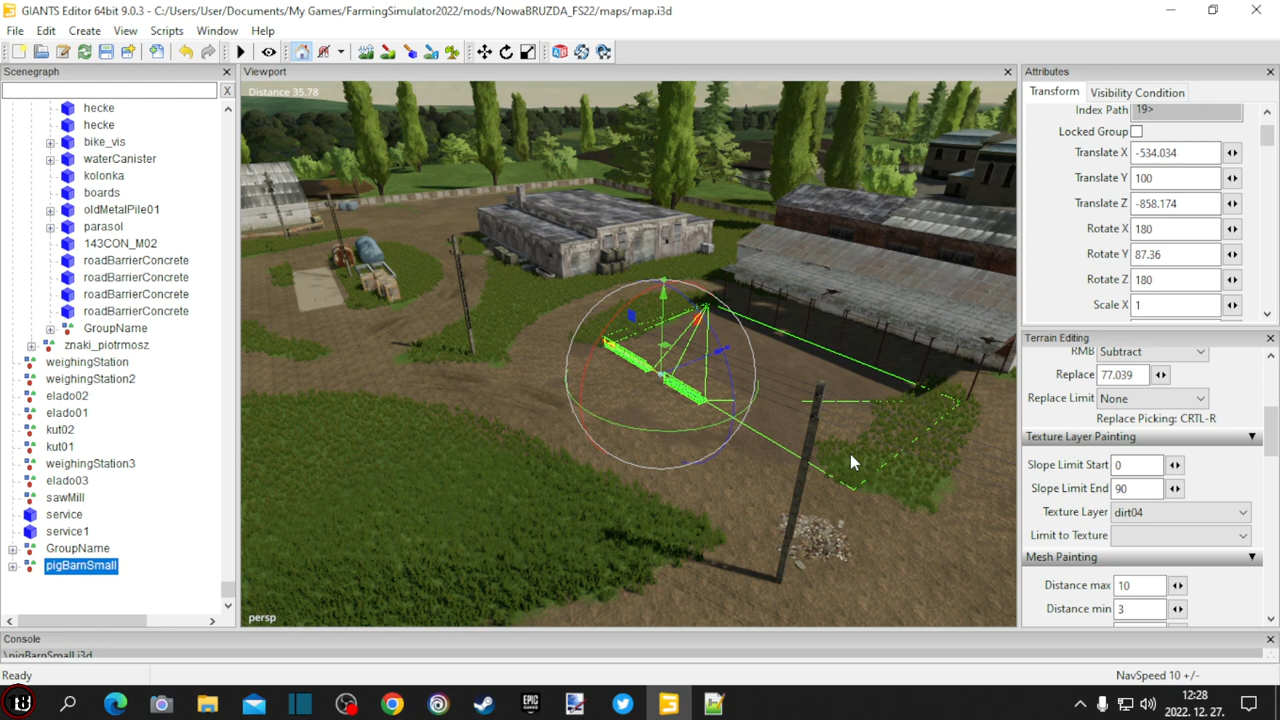 GIANTS Editor 64bit 9.0.3 - C:/Users/User/Documents/My Games/FarmingSimulator2022/mods/NowaBRUZDA_FS22/maps/map.i3d
File Edit Create View Scripts Window Help
Scenegraph
X
hecke
hecke
bike_vis
waterCanister
kolonka
boards
oldMetalPile01
parasol
143CON_M02
roadBarrierConcrete
roadBarrierConcrete
roadBarrierConcrete
roadBarrierConcrete
GroupName
znaki_piotrmosz
weighingStation
weighingStation2
elado02
elado01
kut02
kut01
weighingStation3
elado03
sawMill
service
service1
GroupName
pigBarnSmall
Viewport
Distance 35.78
persp
Attributes
Transform Visibility Condition
Index Path 19>
Locked Group
Translate X -534.034
Translate Y 100
Translate Z -858.174
Rotate X 180
Rotate Y 87.36
Rotate Z 180
Scale X 1
Terrain Editing
RMB Subtract
Replace 77.039
Replace Limit None
Replace Picking: CRTL-R
Texture Layer Painting
Slope Limit Start 0
Slope Limit End 90
Texture Layer dirt04
Limit to Texture
Mesh Painting
Distance max 10
Distance min 3
Console
\pigBarnSmall.i3d
Ready
NavSpeed 10 +/-
EPIC GAMES
12:28
2022. 12. 27.